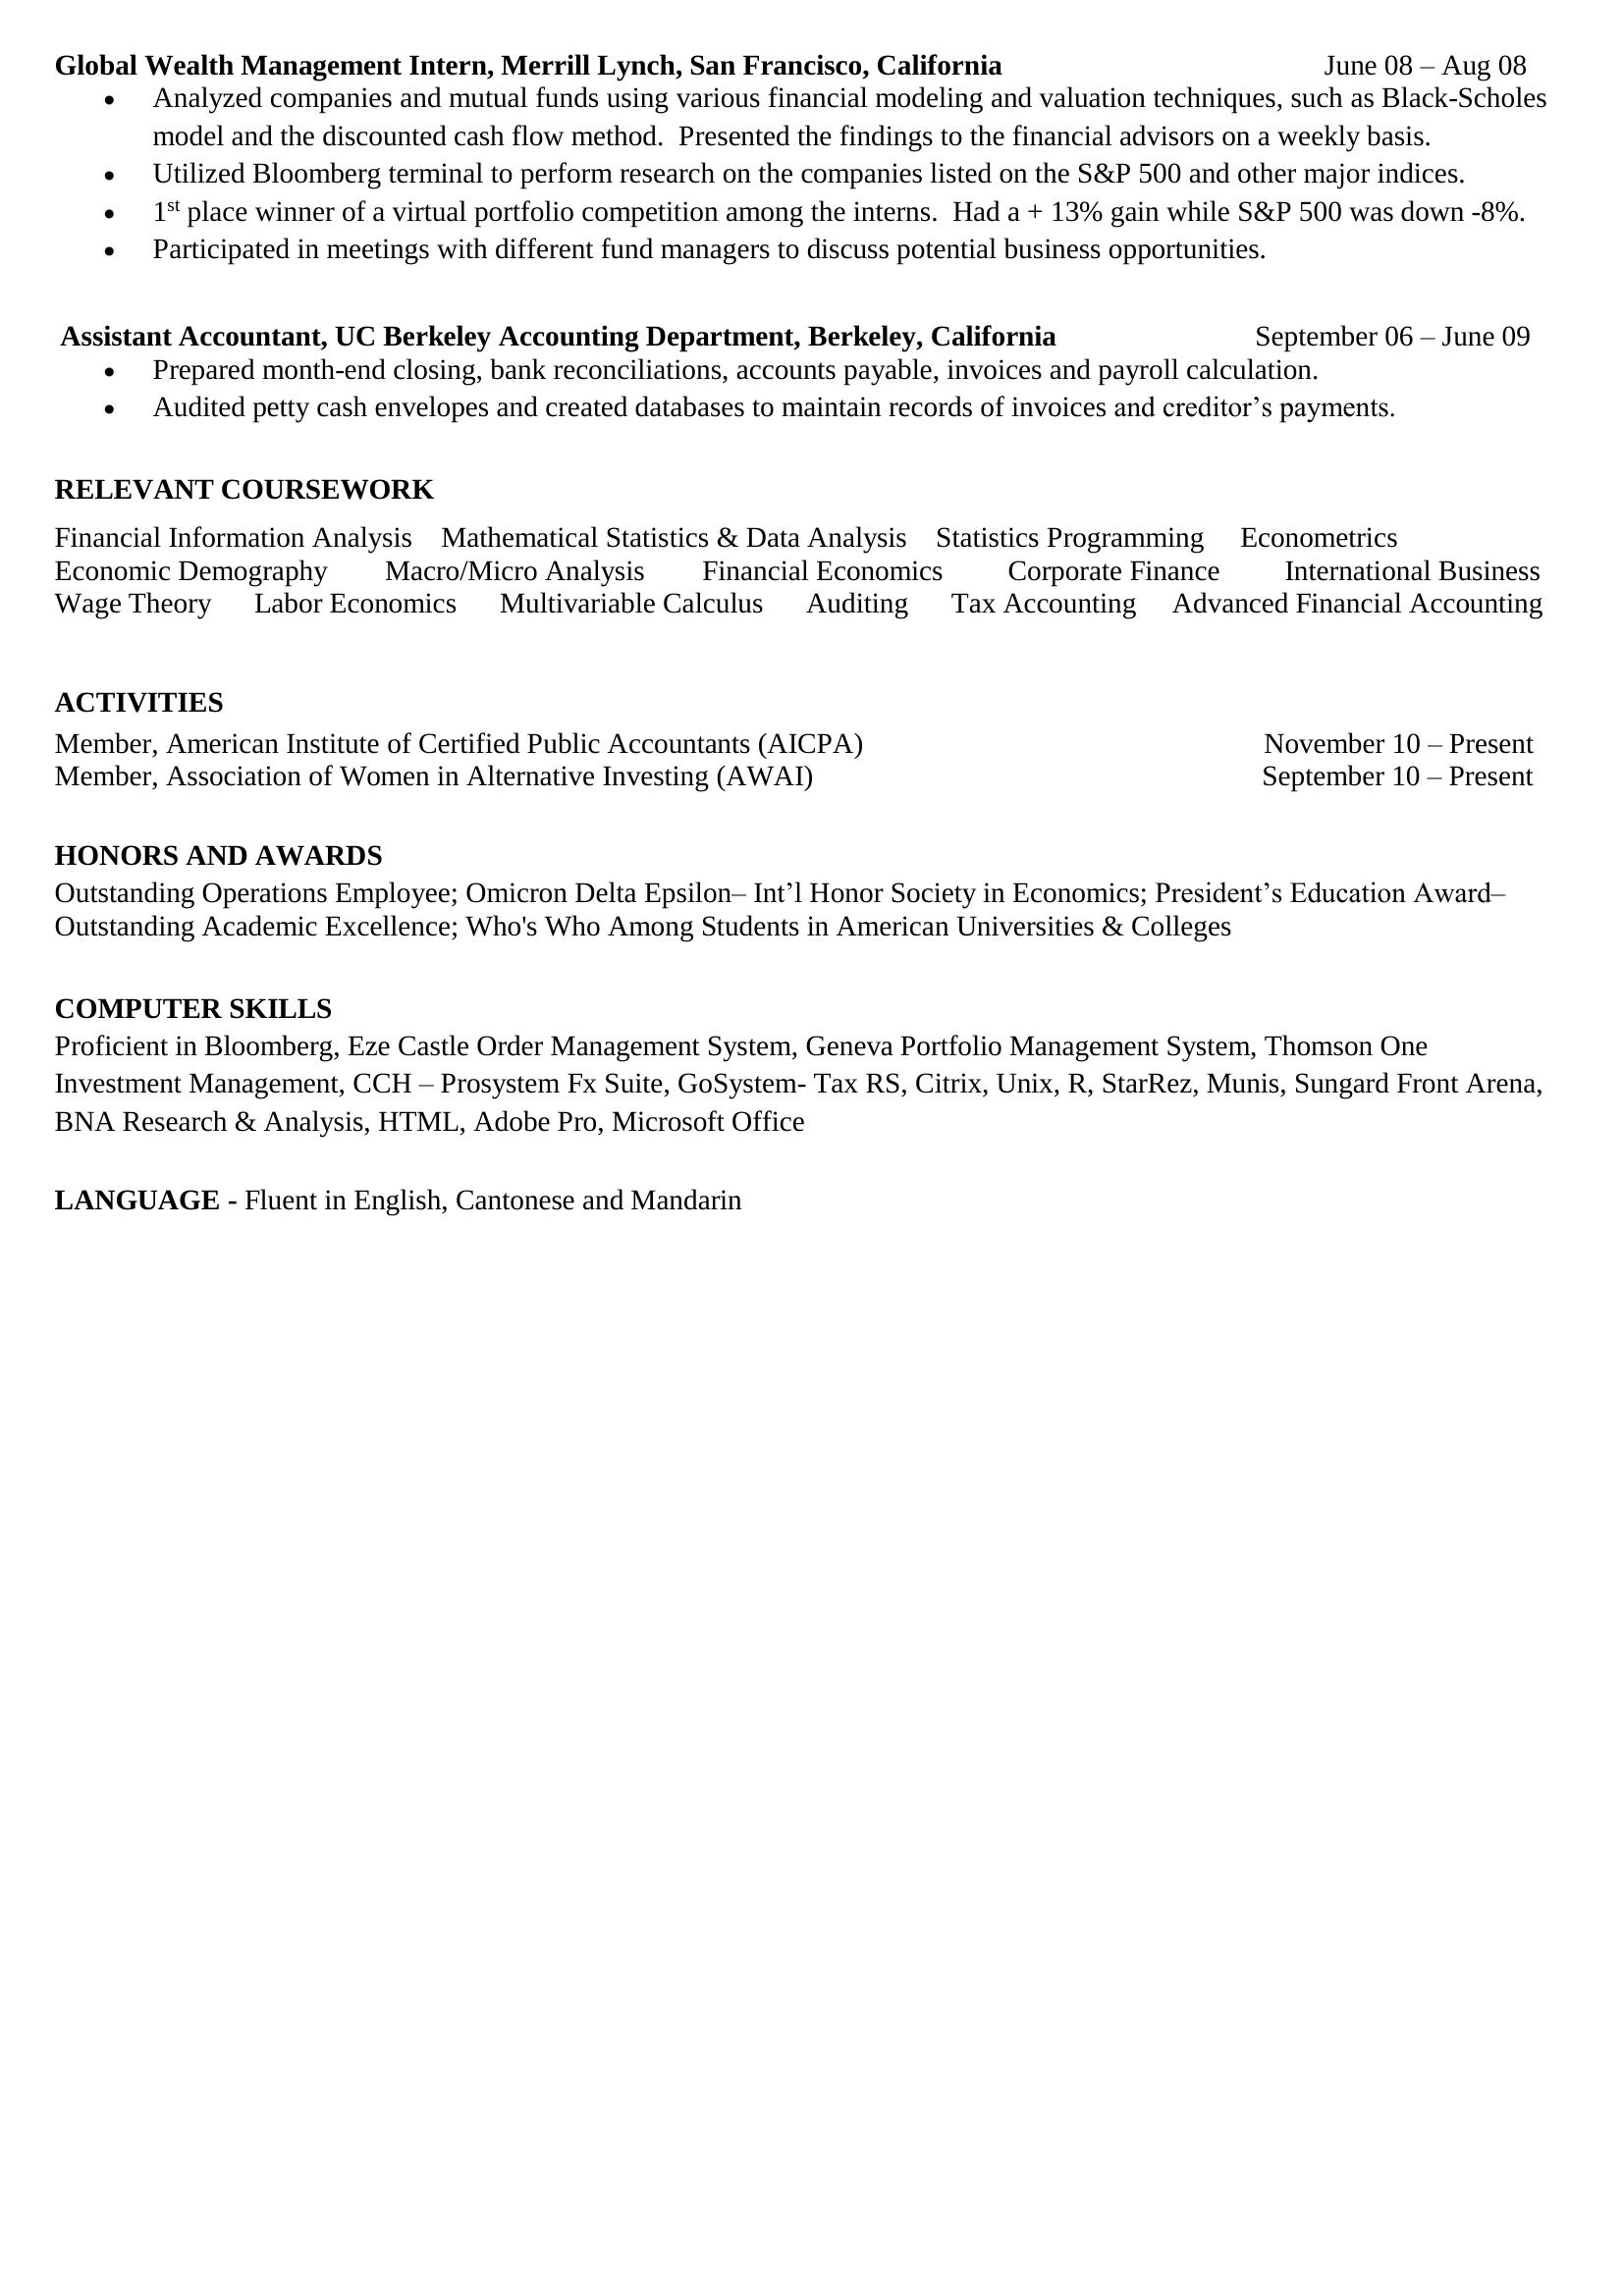 Global Wealth Management Intern, Merrill Lynch, San Francisco, California June 08 – Aug 08
• Analyzed companies and mutual funds using various financial modeling and valuation techniques, such as Black-Scholes
model and the discounted cash flow method. Presented the findings to the financial advisors on a weekly basis.
• Utilized Bloomberg terminal to perform research on the companies listed on the S&P 500 and other major indices.
• 1st place winner of a virtual portfolio competition among the interns. Had a + 13% gain while S&P 500 was down -8%.
• Participated in meetings with different fund managers to discuss potential business opportunities.
Assistant Accountant, UC Berkeley Accounting Department, Berkeley, California September 06 – June 09
• Prepared month-end closing, bank reconciliations, accounts payable, invoices and payroll calculation.
• Audited petty cash envelopes and created databases to maintain records of invoices and creditor’s payments.
RELEVANT COURSEWORK
Financial Information Analysis Mathematical Statistics & Data Analysis Statistics Programming Econometrics
Economic Demography Macro/Micro Analysis Financial Economics Corporate Finance International Business
Wage Theory Labor Economics Multivariable Calculus Auditing Tax Accounting Advanced Financial Accounting
ACTIVITIES
Member, American Institute of Certified Public Accountants (AICPA) November 10 – Present
Member, Association of Women in Alternative Investing (AWAI) September 10 – Present
HONORS AND AWARDS
Outstanding Operations Employee; Omicron Delta Epsilon– Int’l Honor Society in Economics; President’s Education Award–
Outstanding Academic Excellence; Who's Who Among Students in American Universities & Colleges
COMPUTER SKILLS
Proficient in Bloomberg, Eze Castle Order Management System, Geneva Portfolio Management System, Thomson One
Investment Management, CCH – Prosystem Fx Suite, GoSystem- Tax RS, Citrix, Unix, R, StarRez, Munis, Sungard Front Arena,
BNA Research & Analysis, HTML, Adobe Pro, Microsoft Office
LANGUAGE - Fluent in English, Cantonese and Mandarin